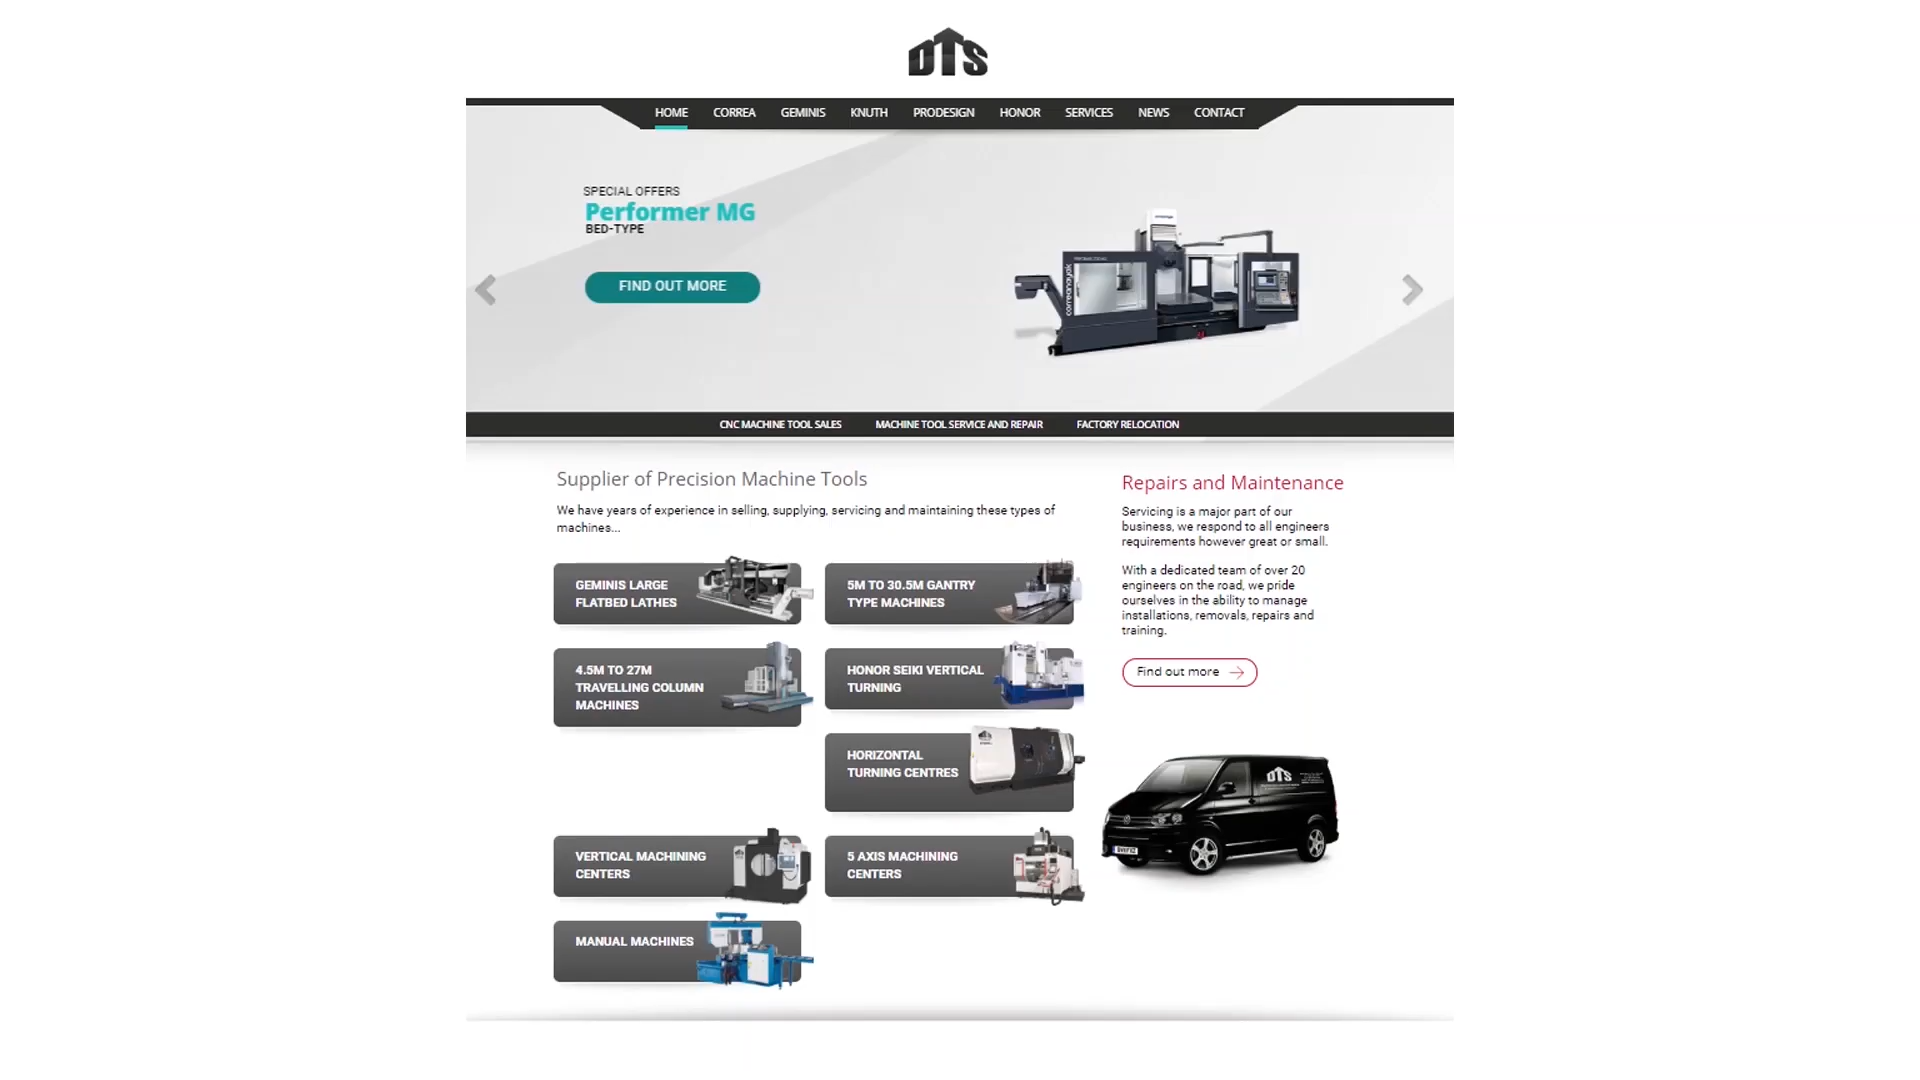 DTS
HOME CORREA GEMINIS KNUTH PRODESIGN HONOR SERVICES NEWS CONTACT
SPECIAL OFFERS
Performer MG
BED-TYPE
FIND OUT MORE
correanayak
CNC MACHINE TOOL SALES MACHINE TOOL SERVICE AND REPAIR FACTORY RELOCATION
Supplier of Precision Machine Tools
We have years of experience in selling, supplying, servicing and maintaining these types of
machines...
GEMINIS LARGE
FLATBED LATHES
5M TO 30.5M GANTRY
TYPE MACHINES
4.5M TO 27M
TRAVELLING COLUMN
MACHINES
HONOR SEIKI VERTICAL
TURNING
HORIZONTAL
TURNING CENTRES
VERTICAL MACHINING
CENTERS
5 AXIS MACHINING
CENTERS
MANUAL MACHINES
Repairs and Maintenance
Servicing is a major part of our
business, we respond to all engineers
requirements however great or small.
With a dedicated team of over 20
engineers on the road, we pride
ourselves in the ability to manage
installations, removals, repairs and
training.
Find out more
DTS